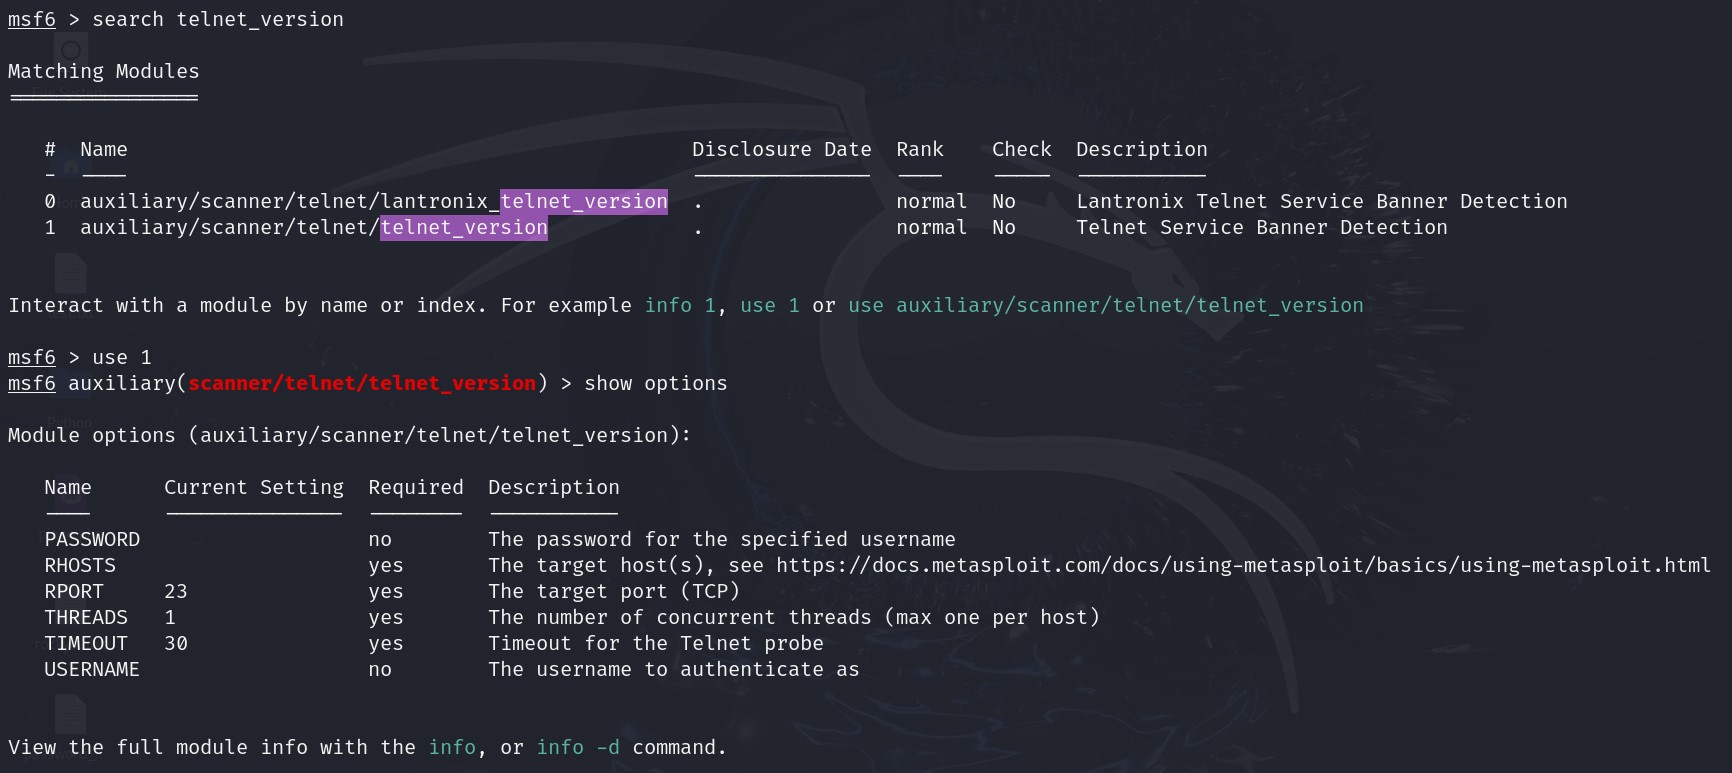 msf6 > search telnet_version
Matching Modules
================
#  Name                                               Disclosure Date  Rank    Check  Description
-  ----                                               ---------------  ----    -----  -----------
0  auxiliary/scanner/telnet/lantronix_telnet_version  .                normal  No     Lantronix Telnet Service Banner Detection
1  auxiliary/scanner/telnet/telnet_version            .                normal  No     Telnet Service Banner Detection
Interact with a module by name or index. For example info 1, use 1 or use auxiliary/scanner/telnet/telnet_version
msf6 > use 1
msf6 auxiliary(scanner/telnet/telnet_version) > show options
Module options (auxiliary/scanner/telnet/telnet_version):
Name      Current Setting  Required  Description
----      ---------------  --------  -----------
PASSWORD                   no        The password for the specified username
RHOSTS                     yes       The target host(s), see https://docs.metasploit.com/docs/using-metasploit/basics/using-metasploit.html
RPORT     23               yes       The target port (TCP)
THREADS   1                yes       The number of concurrent threads (max one per host)
TIMEOUT   30               yes       Timeout for the Telnet probe
USERNAME                   no        The username to authenticate as
View the full module info with the info, or info -d command.